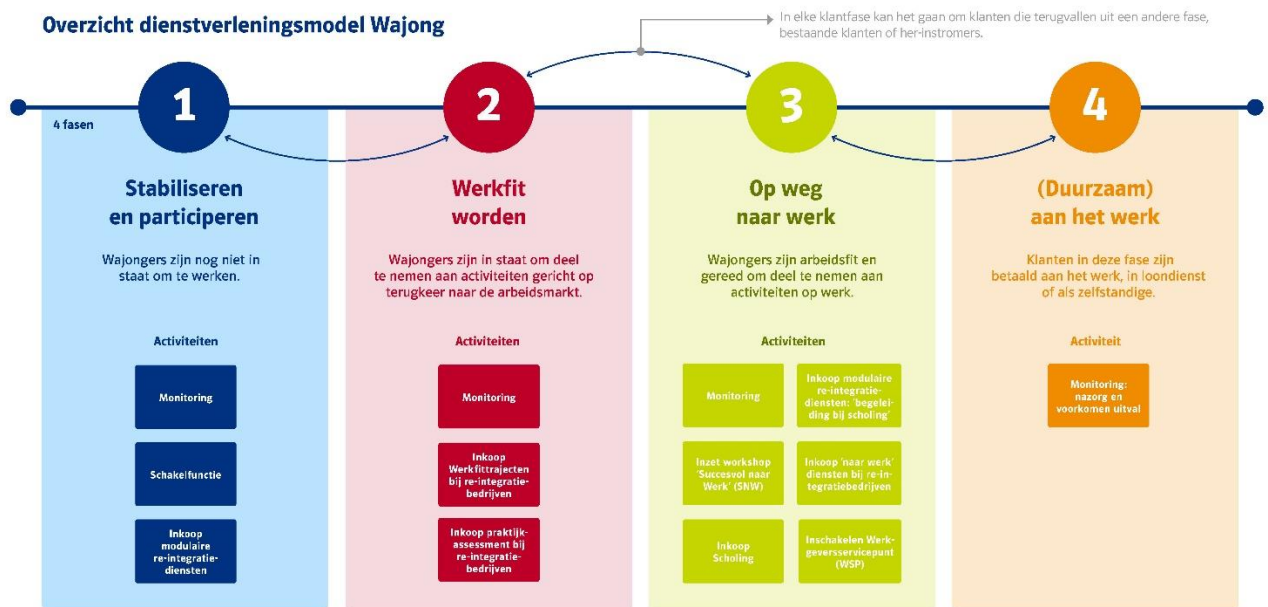 Overzicht dienstverleningsmodel Wajong
In elke klantfase kan het gaan om klanten die terugvallen uit een andere fase,
bestaande klanten of her-instromers.
4 fasen
1
Stabiliseren
en participeren
Wajongers zijn nog niet in
staat om te werken.
Activiteiten
Monitoring
Schakelfunctie
Inkoop
modulaire
re-integratie-
diensten
2
Werkfit
worden
Wajongers zijn in staat om deel
te nemen aan activiteiten gericht op
terugkeer naar de arbeidsmarkt.
Activiteiten
Monitoring
Inkoop
Werkfittrajecten
bij re-integratie-
bedrijven
Inkoop praktijk-
assessment bij
re-integratie-
bedrijven
3
Op weg
naar werk
Wajongers zijn arbeidsfit en
gereed om deel te nemen aan
activiteiten op werk.
Activiteiten
Monitoring
Inkoop modulaire
re-integratie-
diensten: 'begelei-
ding bij scholing'
Inzet workshop
'Succesvol naar
Werk' (SNW)
Inkoop 'naar werk'
diensten bij re-in-
tegratiebedrijven
Inkoop
Scholing
Inschakelen Werk-
geversservicepunt
(WSP)
4
(Duurzaam)
aan het werk
Klanten in deze fase zijn
betaald aan het werk, in loondienst
of als zelfstandige.
Activiteit
Monitoring:
nazorg en
voorkomen uitval